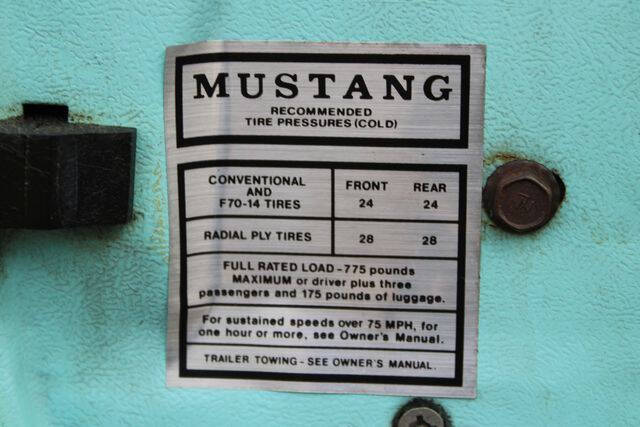 MUSTANG
RECOMMENDED
TIRE PRESSURES (COLD)
CONVENTIONAL
AND
F70-14 TIRES
FRONT REAR
24 24
RADIAL PLY TIRES 28 28
FULL RATED LOAD - 775 pounds
MAXIMUM or driver plus three
passengers and 175 pounds of luggage.
For sustained speeds over 75 MPH, for
one hour or more, see Owner's Manual.
TRAILER TOWING - SEE OWNER'S MANUAL.